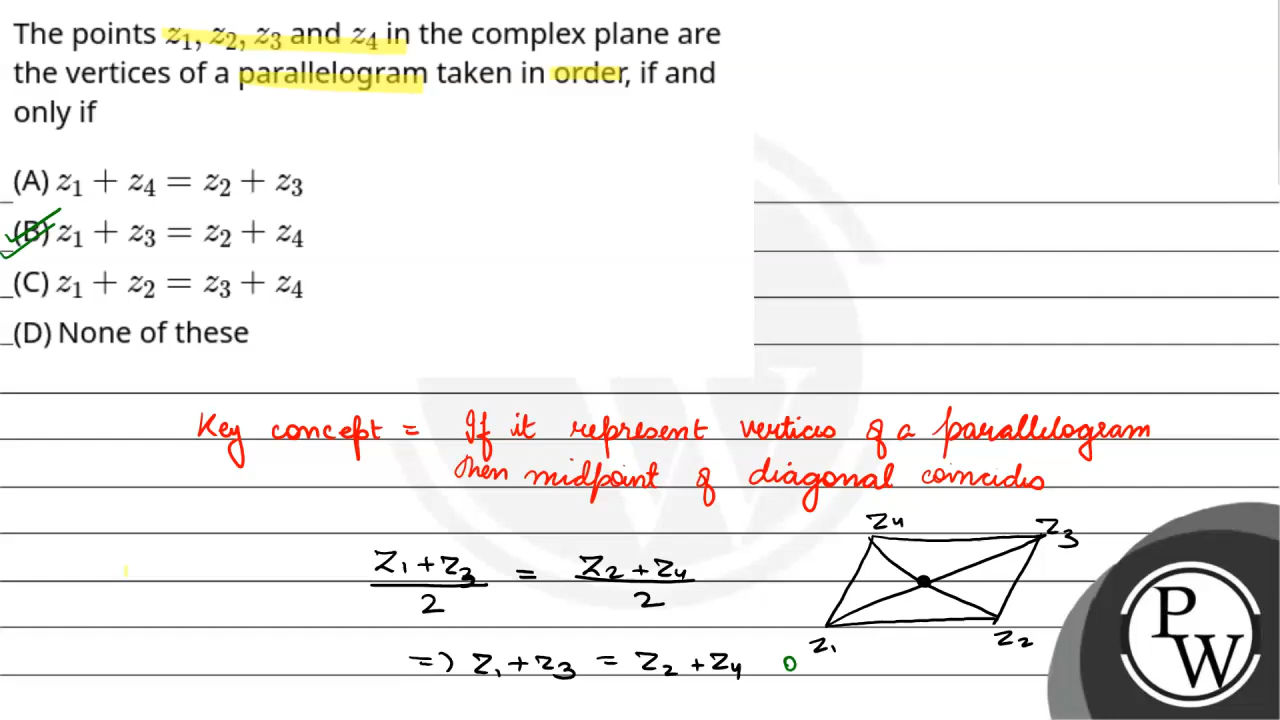 The points z₁, z₂, z₃ and z₄ in the complex plane are
the vertices of a parallelogram taken in order, if and
only if
(A) z₁ + z₄ = z₂ + z₃
(B) z₁ + z₃ = z₂ + z₄
(C) z₁ + z₂ = z₃ + z₄
(D) None of these
Key concept = If it represent vertices of a parallelogram
then midpoint of diagonal coincides
z₄ z₃
(z₁ + z₃)/2 = (z₂ + z₄)/2
z₁ z₂
=> z₁ + z₃ = z₂ + z₄
P
W